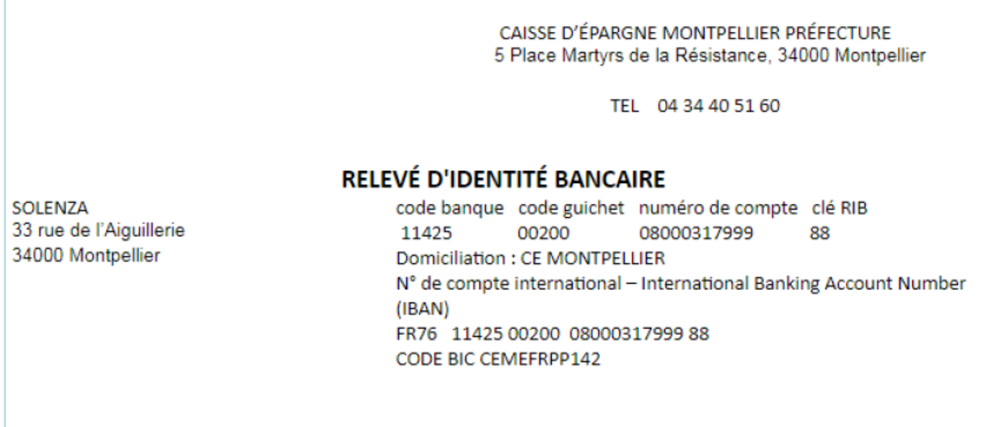 CAISSE D’ÉPARGNE MONTPELLIER PRÉFECTURE
5 Place Martyrs de la Résistance, 34000 Montpellier
TEL 04 34 40 51 60
RELEVÉ D'IDENTITÉ BANCAIRE
SOLENZA
33 rue de l’Aiguillerie
34000 Montpellier
code banque code guichet numéro de compte clé RIB
11425 00200 08000317999 88
Domiciliation : CE MONTPELLIER
N° de compte international – International Banking Account Number
(IBAN)
FR76 11425 00200 08000317999 88
CODE BIC CEMEFRPP142